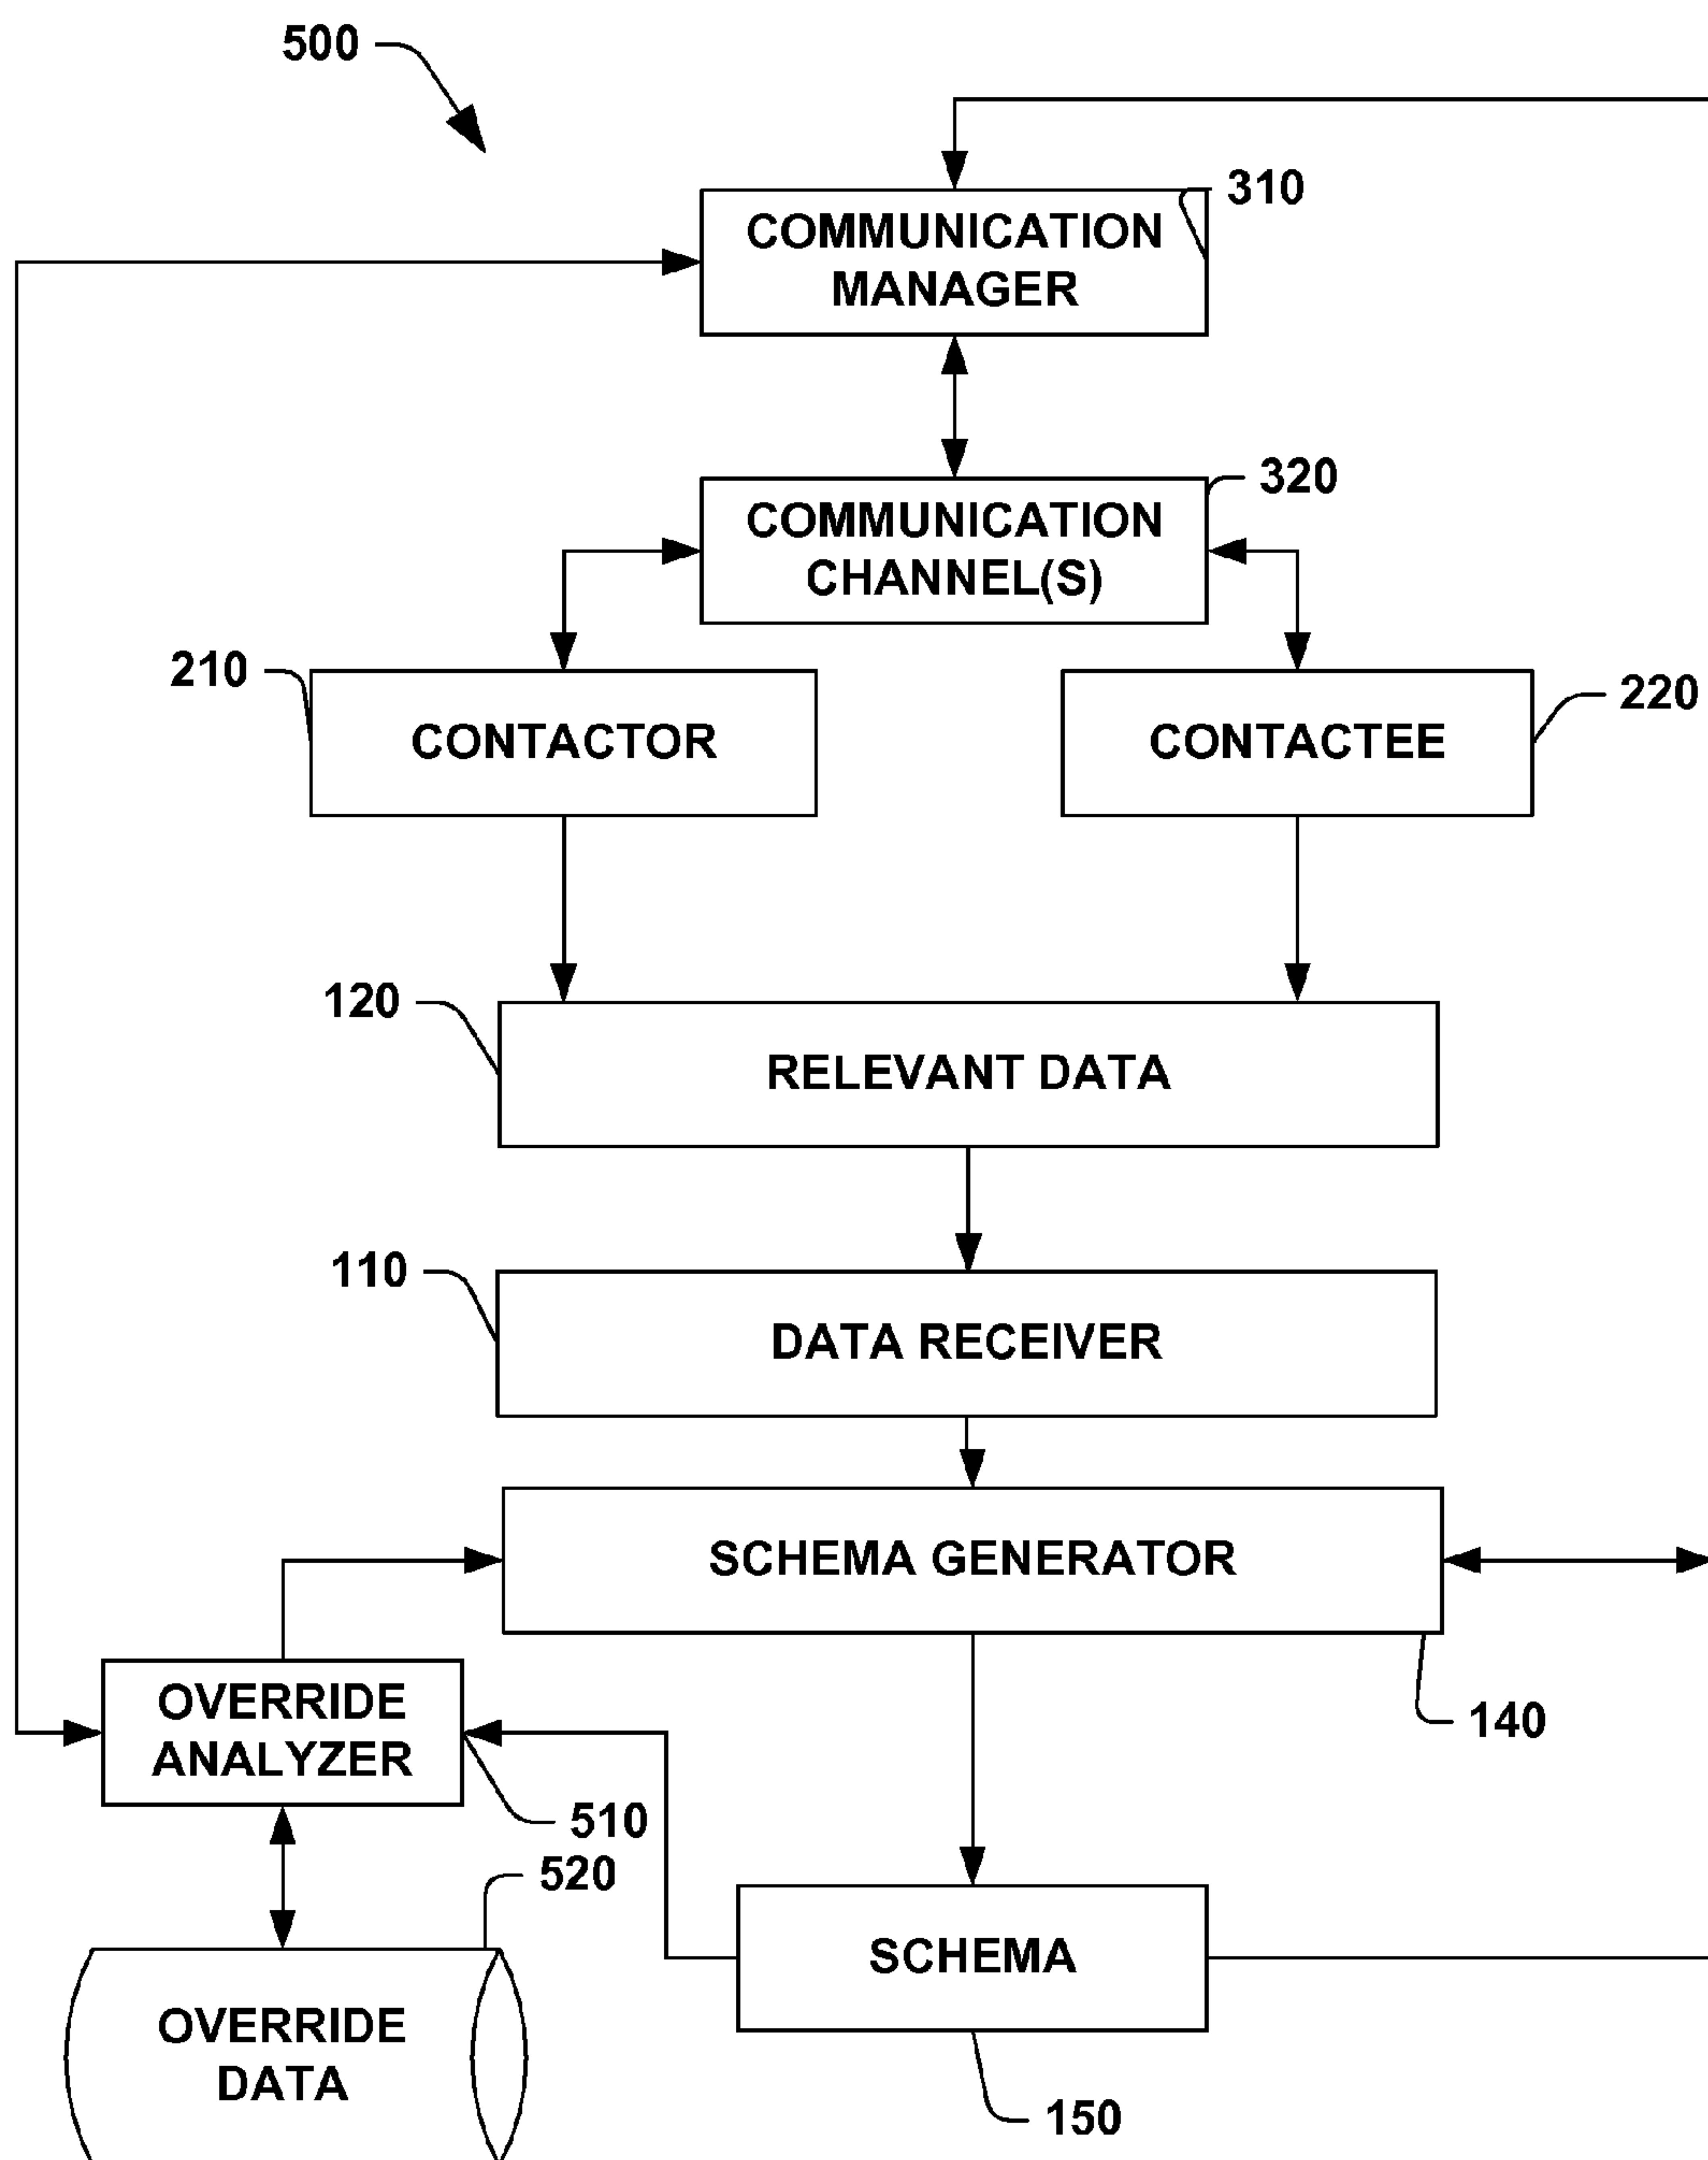 500
310
COMMUNICATION
MANAGER
320
COMMUNICATION
CHANNEL(S)
210
CONTACTOR
220
CONTACTEE
120
RELEVANT DATA
110
DATA RECEIVER
SCHEMA GENERATOR
140
OVERRIDE
ANALYZER
510
520
SCHEMA
OVERRIDE
DATA
150